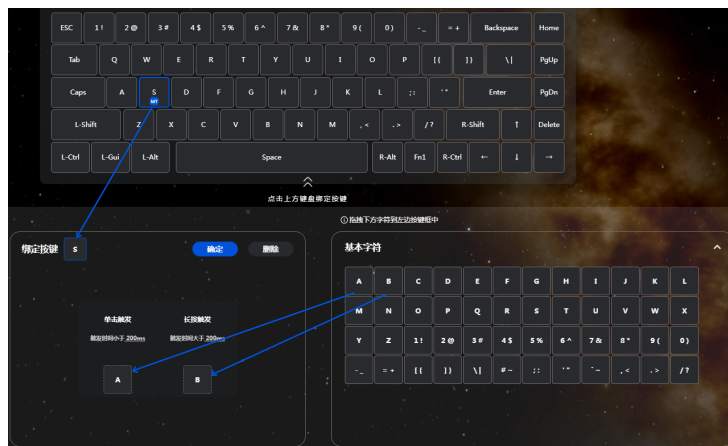 ESC 1 ! 2 @ 3 # 4 $ 5 % 6 ^ 7 & 8 * 9 ( 0 ) - _ = + Backspace Home
Tab Q W E R T Y U I O P [ { ] } \ | PgUp
Caps A S D F G H J K L ; : ' " Enter PgDn
MT
L-Shift Z X C V B N M , < . > / ? R-Shift ↑ Delete
L-Ctrl L-Gui L-Alt Space R-Alt Fn1 R-Ctrl ← ↓ →
点击上方键盘绑定按键
拖拽下方字符到左边按键框中
绑定按键 S 确定 删除
单击触发 长按触发
触发时间小于 200ms 触发时间大于 200ms
A B
基本字符
A B C D E F G H I J K L
M N O P Q R S T U V W X
Y Z 1 ! 2 @ 3 # 4 $ 5 % 6 ^ 7 & 8 * 9 ( 0 )
- _ = + [ { ] } \ | # ~ ; : ' " ` ~ , < . > / ?